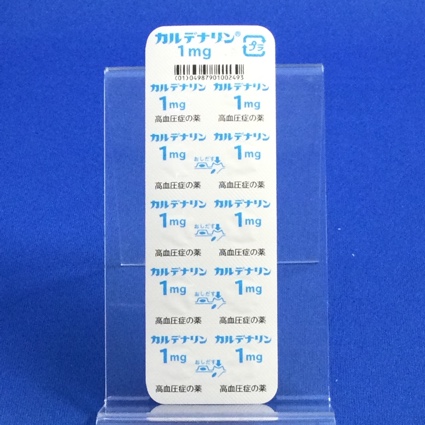 カルデナリン®
1mg
プラ
(01)04987901002495
カルデナリン カルデナリン
1mg 1mg
高血圧症の薬 高血圧症の薬
カルデナリン カルデナリン
1mg おしだす 1mg
高血圧症の薬 高血圧症の薬
カルデナリン カルデナリン
1mg おしだす 1mg
高血圧症の薬 高血圧症の薬
カルデナリン カルデナリン
1mg おしだす 1mg
高血圧症の薬 高血圧症の薬
カルデナリン カルデナリン
1mg おしだす 1mg
高血圧症の薬 高血圧症の薬